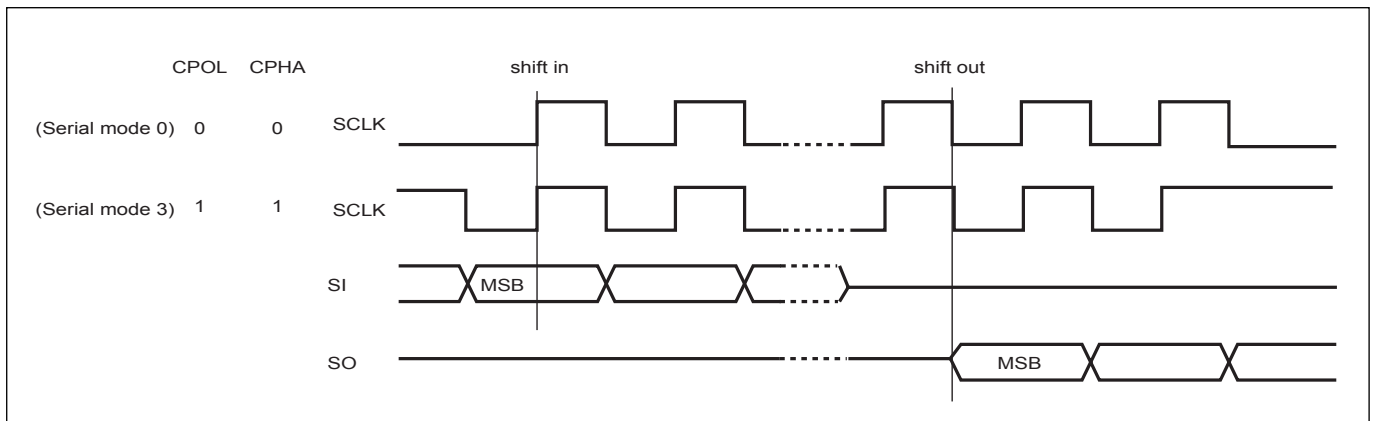 CPOL CPHA shift in shift out
(Serial mode 0) 0 0 SCLK
(Serial mode 3) 1 1 SCLK
SI MSB
SO MSB